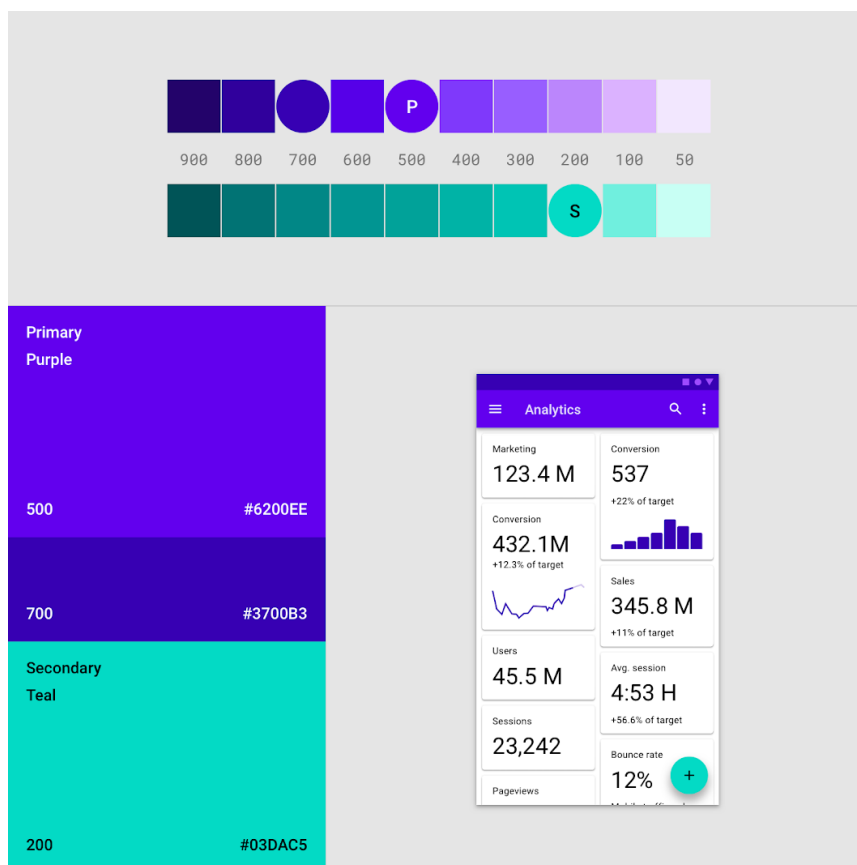 P
900 800 700 600 500 400 300 200 100 50
S
Primary
Purple
500 #6200EE
700 #3700B3
Secondary
Teal
200 #03DAC5
Analytics
Marketing
123.4 M
Conversion
432.1M
+12.3% of target
Users
45.5 M
Sessions
23,242
Pageviews
Conversion
537
+22% of target
Sales
345.8 M
+11% of target
Avg. session
4:53 H
+56.6% of target
Bounce rate
12%
+